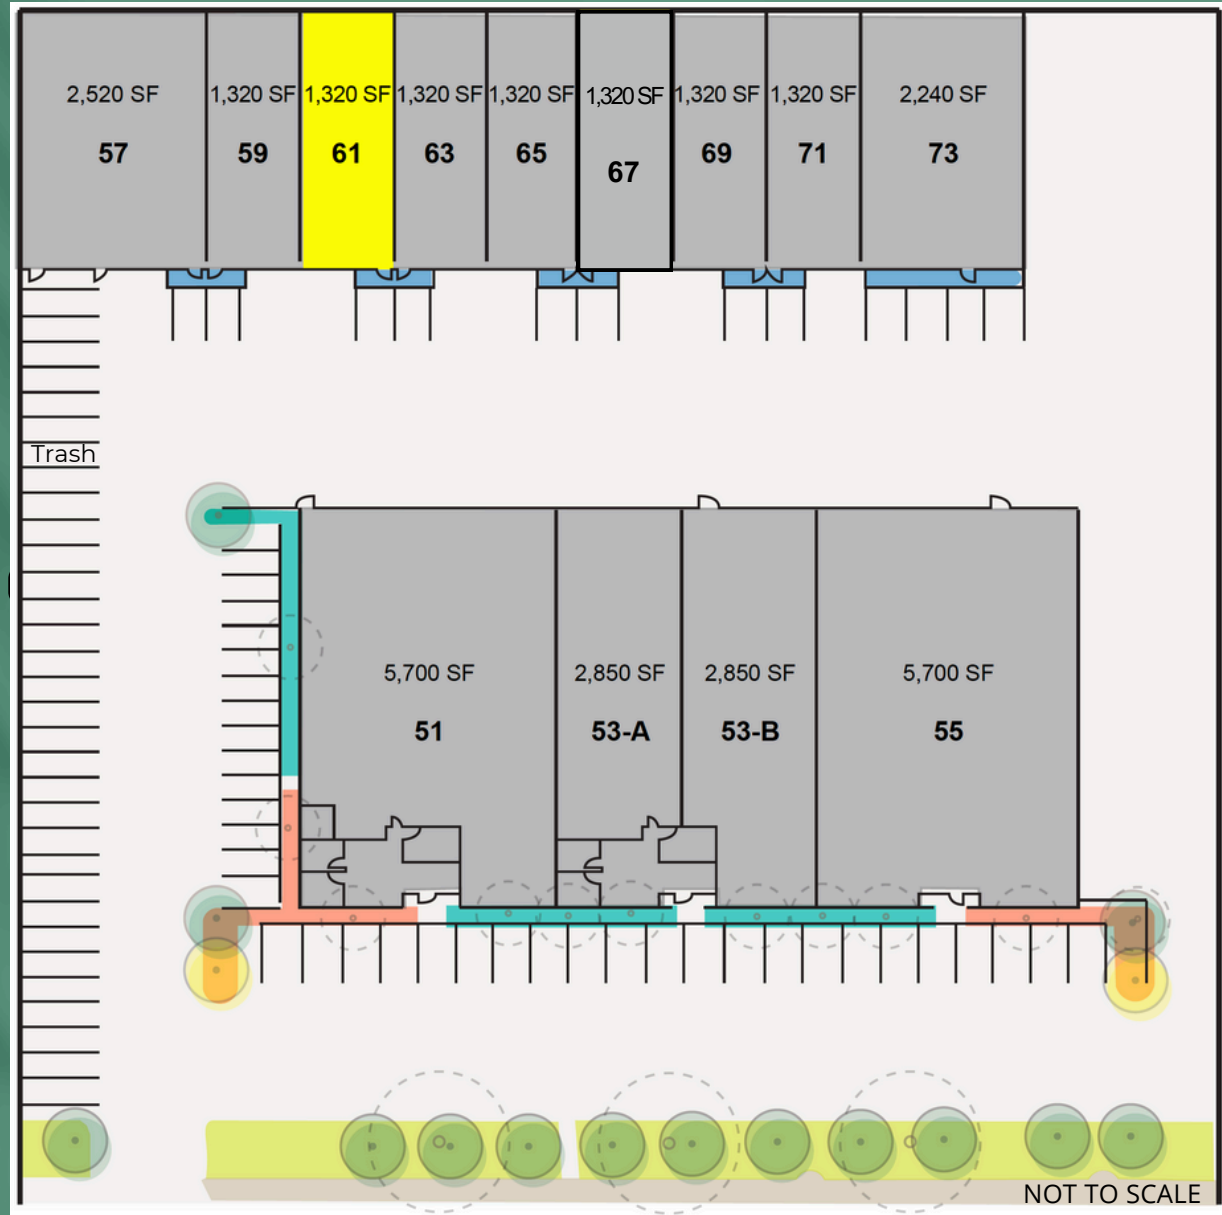 2,520 SF
57
1,320 SF
59
1,320 SF
61
1,320 SF
63
1,320 SF
65
1,320 SF
67
1,320 SF
69
1,320 SF
71
2,240 SF
73
Trash
5,700 SF
51
2,850 SF
53-A
2,850 SF
53-B
5,700 SF
55
NOT TO SCALE